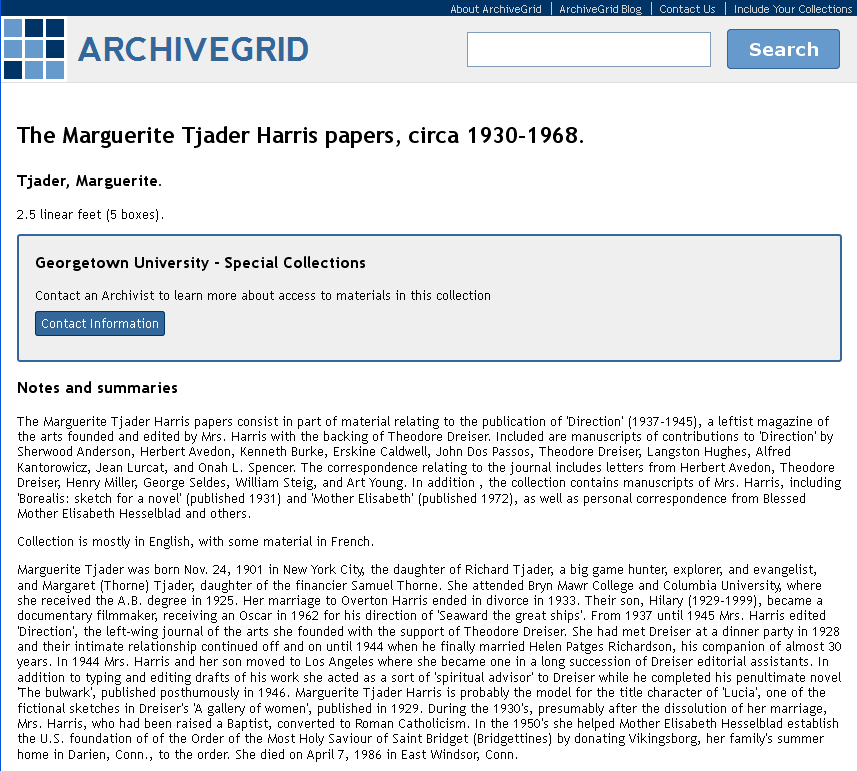 About ArchiveGrid | ArchiveGrid Blog | Contact Us | Include Your Collections
ARCHIVEGRID
Search
The Marguerite Tjader Harris papers, circa 1930-1968.
Tjader, Marguerite.
2.5 linear feet (5 boxes).
Georgetown University - Special Collections
Contact an Archivist to learn more about access to materials in this collection
Contact Information
Notes and summaries
The Marguerite Tjader Harris papers consist in part of material relating to the publication of 'Direction' (1937-1945), a leftist magazine of
the arts founded and edited by Mrs. Harris with the backing of Theodore Dreiser. Included are manuscripts of contributions to 'Direction' by
Sherwood Anderson, Herbert Avedon, Kenneth Burke, Erskine Caldwell, John Dos Passos, Theodore Dreiser, Langston Hughes, Alfred
Kantorowicz, Jean Lurcat, and Onah L. Spencer. The correspondence relating to the journal includes letters from Herbert Avedon, Theodore
Dreiser, Henry Miller, George Seldes, William Steig, and Art Young. In addition , the collection contains manuscripts of Mrs. Harris, including
'Borealis: sketch for a novel' (published 1931) and 'Mother Elisabeth' (published 1972), as well as personal correspondence from Blessed
Mother Elisabeth Hesselblad and others.
Collection is mostly in English, with some material in French.
Marguerite Tjader was born Nov. 24, 1901 in New York City, the daughter of Richard Tjader, a big game hunter, explorer, and evangelist,
and Margaret (Thorne) Tjader, daughter of the financier Samuel Thorne. She attended Bryn Mawr College and Columbia University, where
she received the A.B. degree in 1925. Her marriage to Overton Harris ended in divorce in 1933. Their son, Hilary (1929-1999), became a
documentary filmmaker, receiving an Oscar in 1962 for his direction of 'Seaward the great ships'. From 1937 until 1945 Mrs. Harris edited
'Direction', the left-wing journal of the arts she founded with the support of Theodore Dreiser. She had met Dreiser at a dinner party in 1928
and their intimate relationship continued off and on until 1944 when he finally married Helen Patges Richardson, his companion of almost 30
years. In 1944 Mrs. Harris and her son moved to Los Angeles where she became one in a long succession of Dreiser editorial assistants. In
addition to typing and editing drafts of his work she acted as a sort of 'spiritual advisor' to Dreiser while he completed his penultimate novel
'The bulwark', published posthumously in 1946. Marguerite Tjader Harris is probably the model for the title character of 'Lucia', one of the
fictional sketches in Dreiser's 'A gallery of women', published in 1929. During the 1930's, presumably after the dissolution of her marriage,
Mrs. Harris, who had been raised a Baptist, converted to Roman Catholicism. In the 1950's she helped Mother Elisabeth Hesselblad establish
the U.S. foundation of of the Order of the Most Holy Saviour of Saint Bridget (Bridgettines) by donating Vikingsborg, her family's summer
home in Darien, Conn., to the order. She died on April 7, 1986 in East Windsor, Conn.